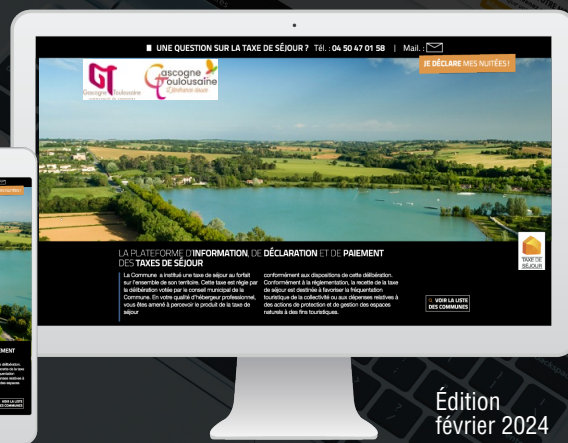 UNE QUESTION SUR LA TAXE DE SÉJOUR ? Tél. : 04 50 47 01 58 | Mail. :
JE DÉCLARE MES NUITÉES !
GT
Gascogne Toulousaine
Gascogne
Toulousaine
LA PLATEFORME D'INFORMATION, DE DÉCLARATION ET DE PAIEMENT
DES TAXES DE SÉJOUR
La Commune a institué une taxe de séjour au forfait
sur l'ensemble de son territoire. Cette taxe est régie par
la délibération votée par le conseil municipal de la
Commune. En votre qualité d'hébergeur professionnel,
vous êtes amené à percevoir le produit de la taxe de
séjour
conformément aux dispositions de cette délibération.
Conformément à la réglementation, la recette de la taxe
de séjour est destinée à favoriser la fréquentation
touristique de la collectivité ou aux dépenses relatives à
des actions de protection et de gestion des espaces
naturels à des fins touristiques.
TAXE DE
SÉJOUR
VOIR LA LISTE
DES COMMUNES
Édition
février 2024